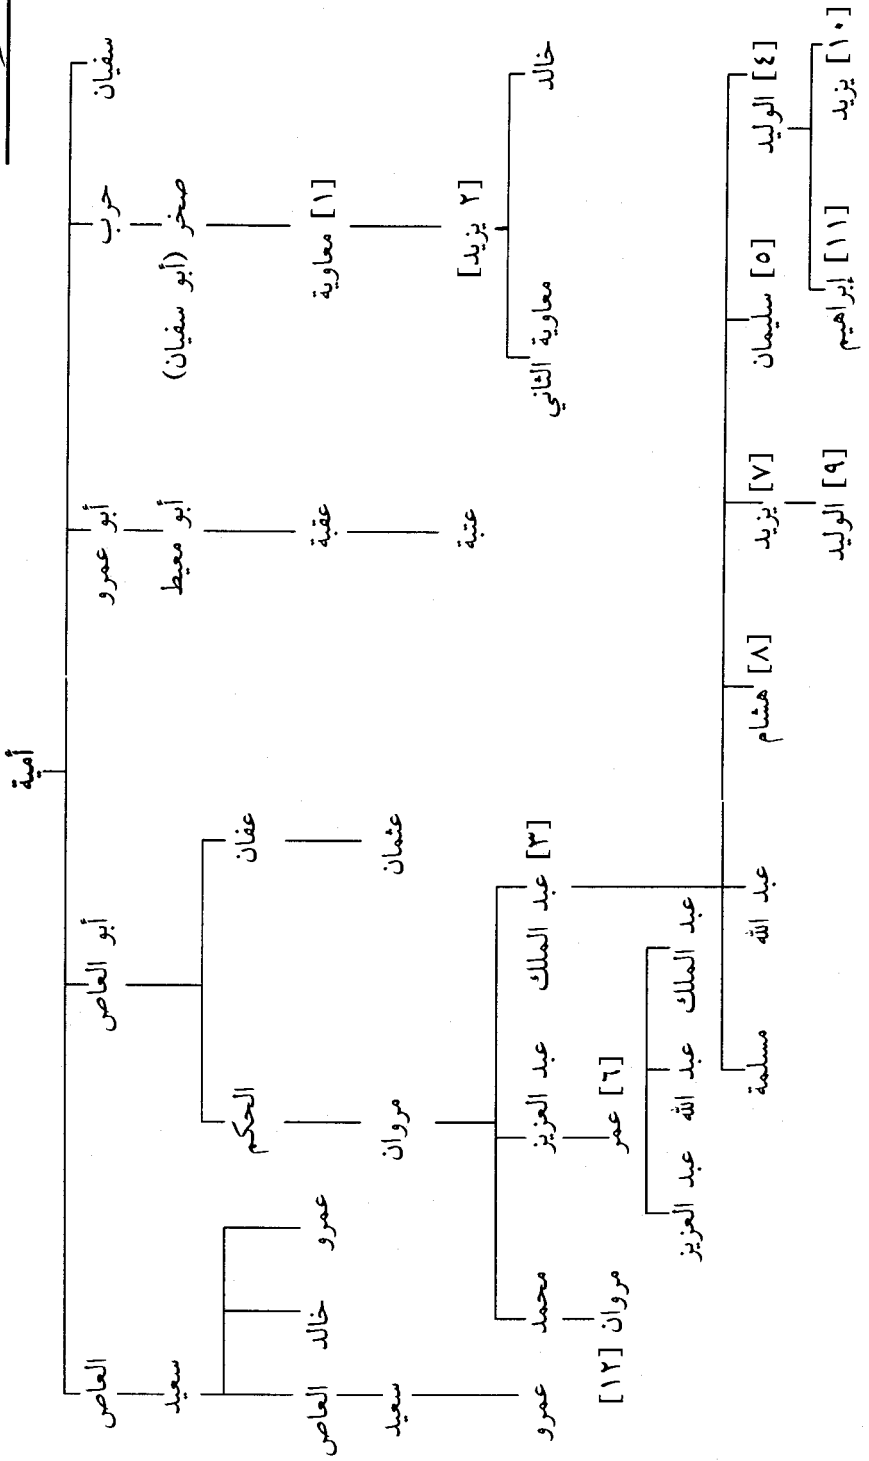 أمية
سفيان
حرب
أبو عمرو
أبو العاص
العاص
صخر (أبو سفيان)
أبو معيط
سعيد
عفان
الحكم
[١] معاوية
عقبة
عمرو
خالد
العاص
عثمان
مروان
سعيد
[٢ يزيد]
عتبة
خالد
معاوية الثاني
[٣] عبد الملك
عبد العزيز
محمد
عمرو
[٦] عمر
مروان [١٢]
عبد الملك
عبد الله
عبد العزيز
[٤] الوليد
[٥] سليمان
[٧] يزيد
[٨] هشام
عبد الله
مسلمة
[١٠] يزيد
[١١] إبراهيم
[٩] الوليد